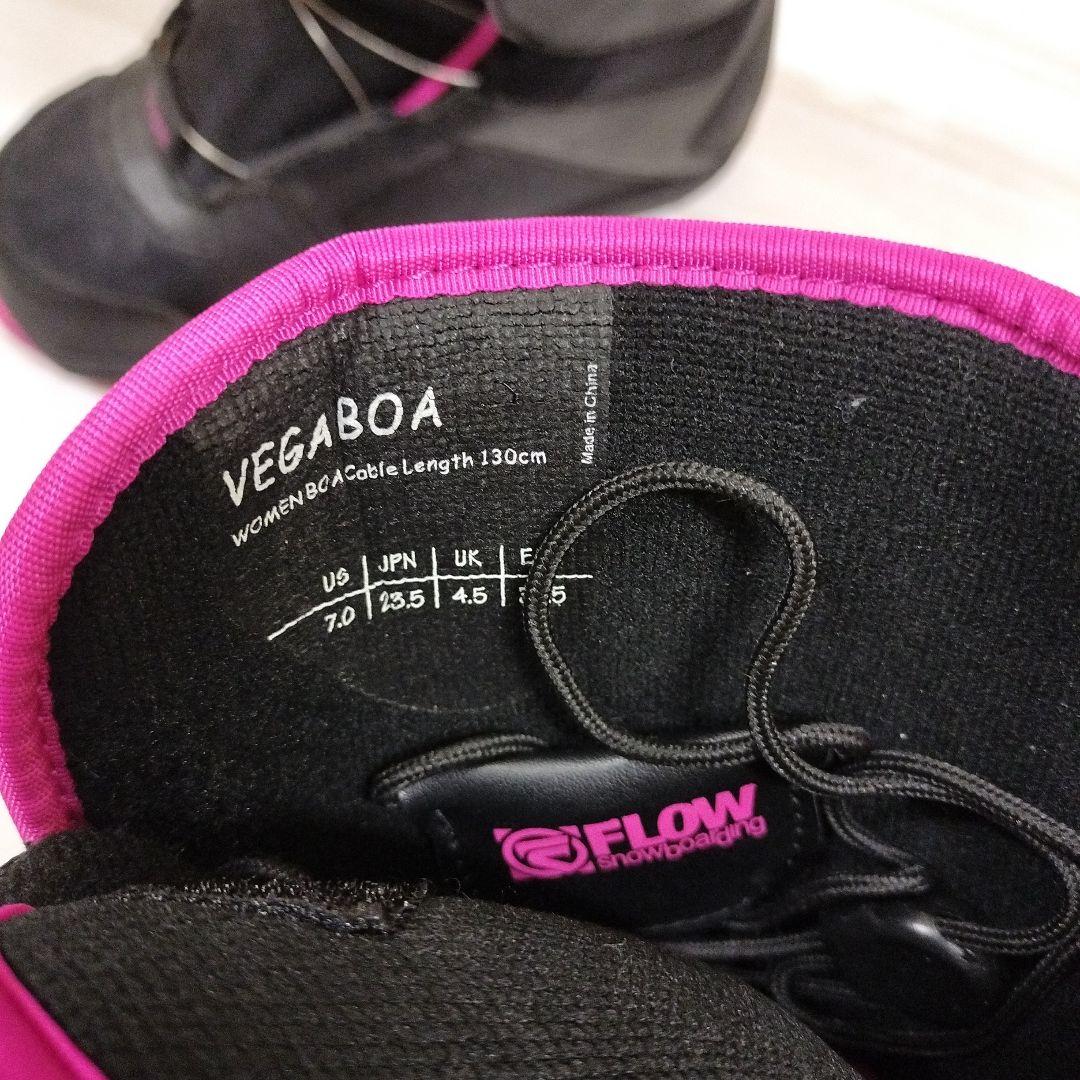 VEGABOA
WOMEN BOA Cable Length 130cm
Made in China
US JPN UK
7.0 23.5 4.5
FLOW
snowboarding